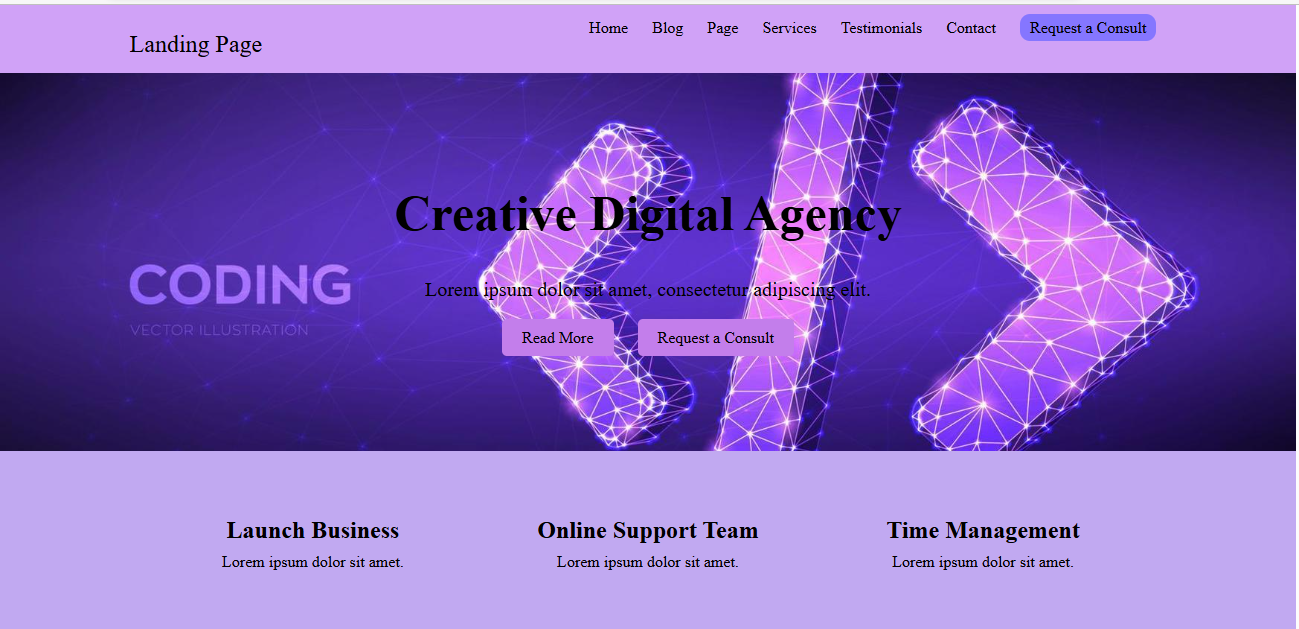 Landing Page
Home Blog Page Services Testimonials Contact Request a Consult
Creative Digital Agency
CODING
VECTOR ILLUSTRATION
Lorem ipsum dolor sit amet, consectetur adipiscing elit.
Read More Request a Consult
Launch Business Online Support Team Time Management
Lorem ipsum dolor sit amet. Lorem ipsum dolor sit amet. Lorem ipsum dolor sit amet.